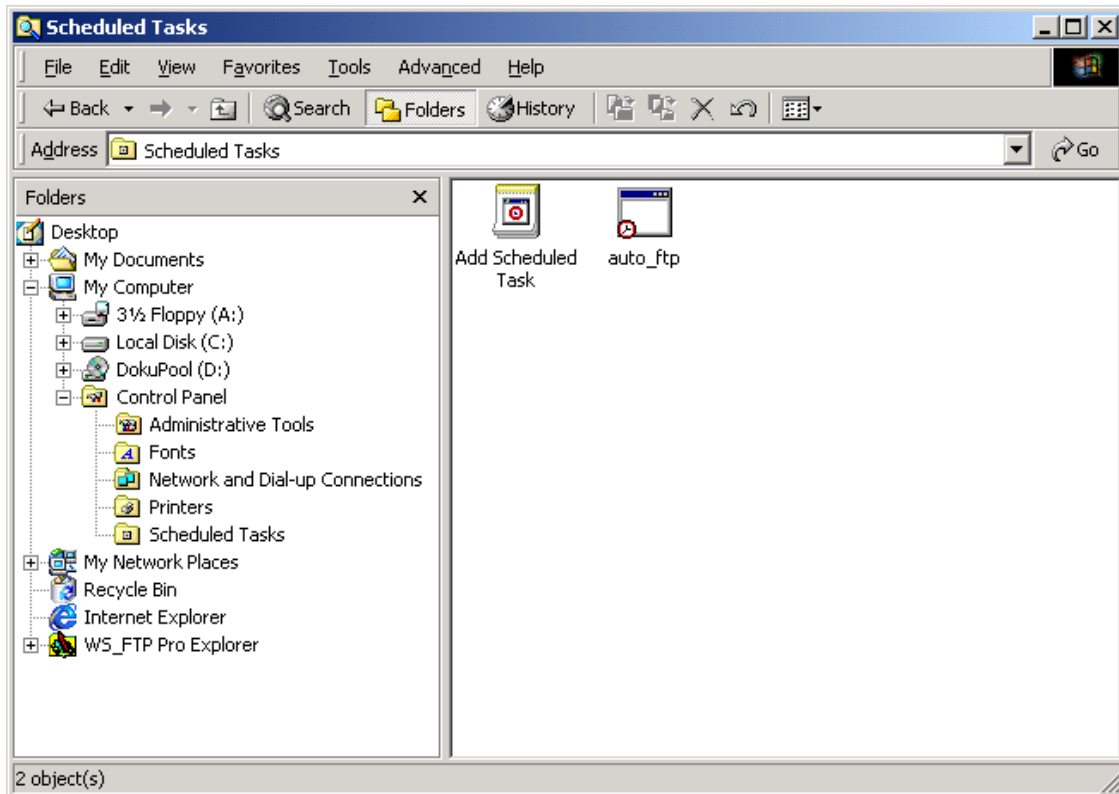 Scheduled Tasks
File Edit View Favorites Tools Advanced Help
Back Search Folders History
Address Scheduled Tasks Go
Folders
Desktop
My Documents
My Computer
3½ Floppy (A:)
Local Disk (C:)
DokuPool (D:)
Control Panel
Administrative Tools
Fonts
Network and Dial-up Connections
Printers
Scheduled Tasks
My Network Places
Recycle Bin
Internet Explorer
WS_FTP Pro Explorer
Add Scheduled
Task
auto_ftp
2 object(s)